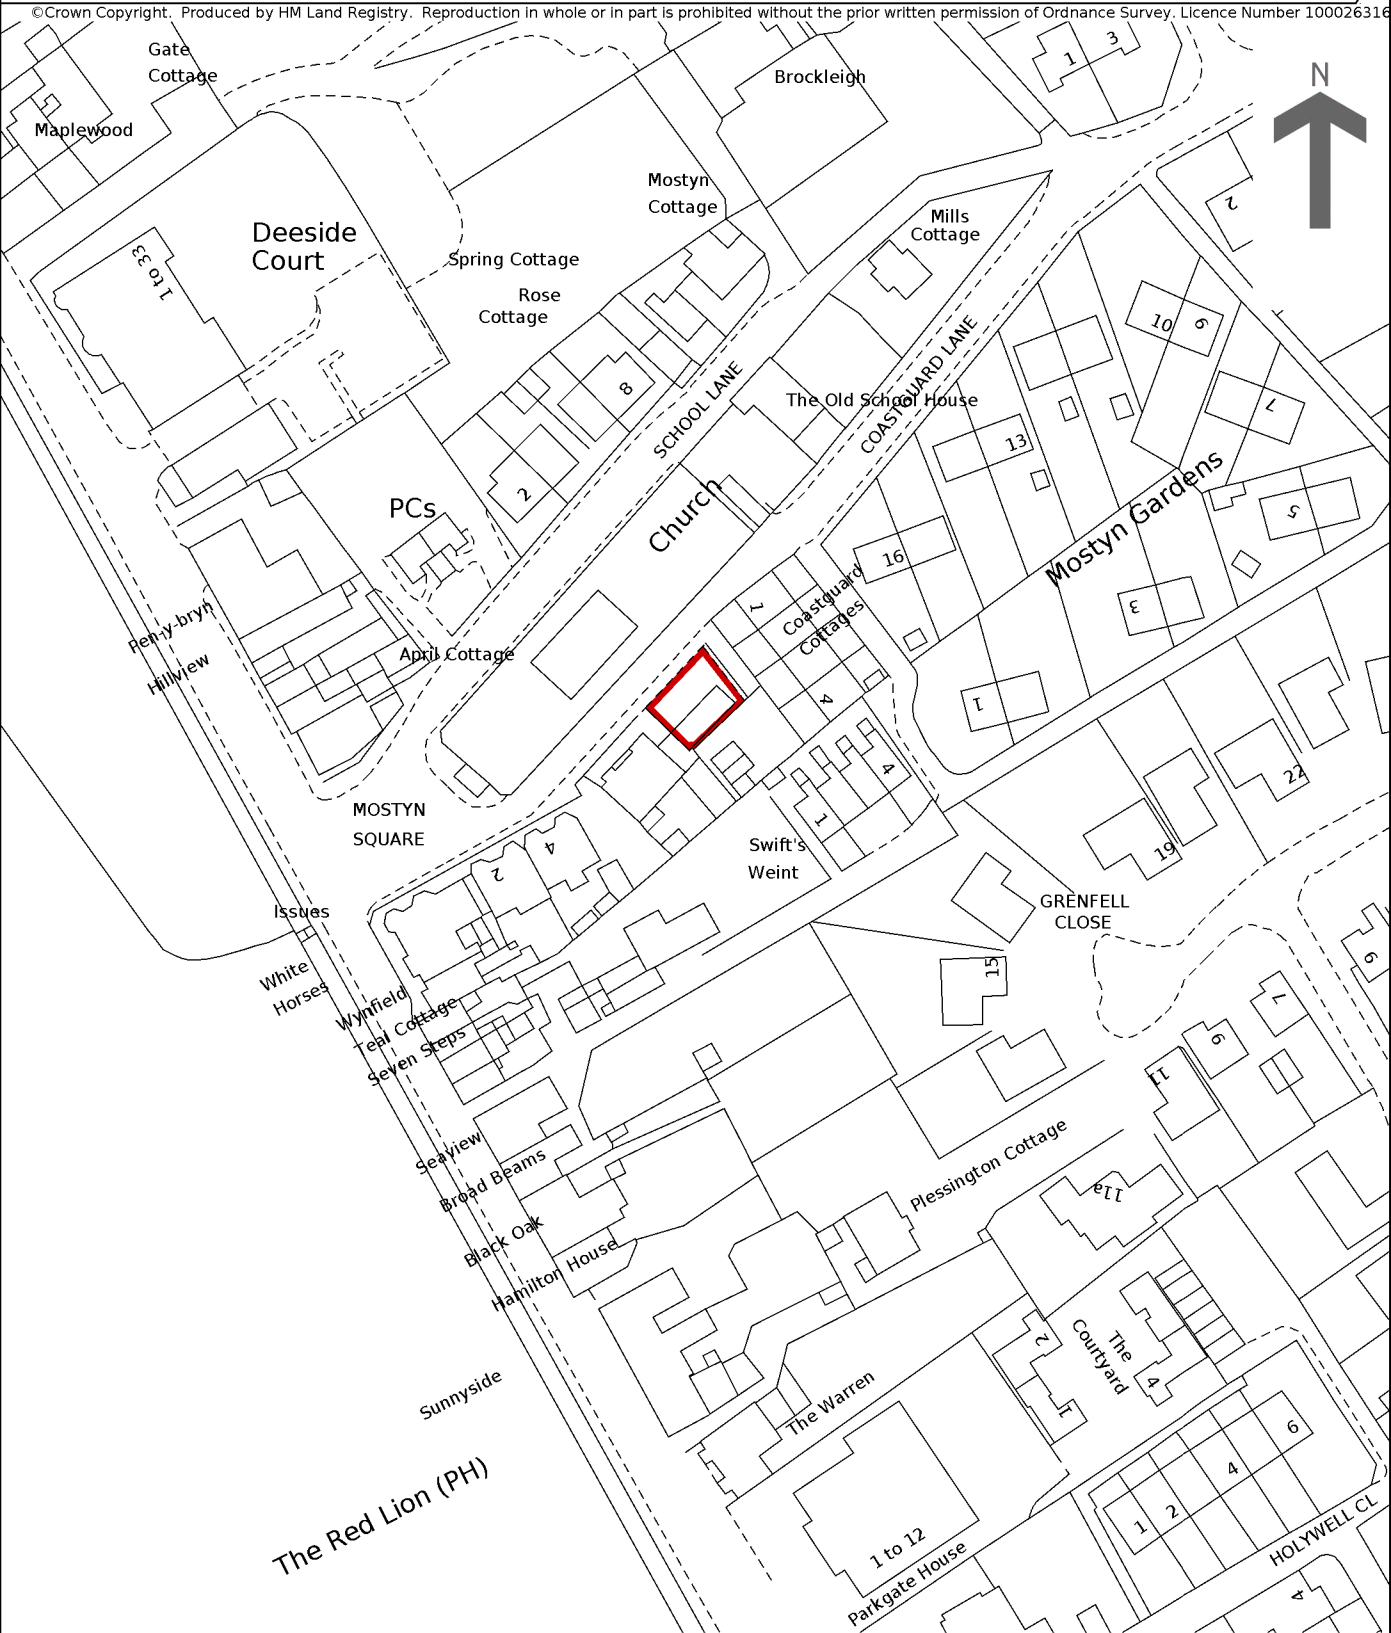 ©Crown Copyright. Produced by HM Land Registry. Reproduction in whole or in part is prohibited without the prior written permission of Ordnance Survey. Licence Number 100026316
Gate
Cottage
Maplewood
Brockleigh
1
3
N
Mostyn
Cottage
Mills
Cottage
2
Deeside
Court
1 to 33
Spring Cottage
Rose
Cottage
8
2
SCHOOL LANE
The Old School House
COASTGUARD LANE
10
9
7
13
5
16
3
1
Mostyn Gardens
PCs
Church
1
Coastguard
Cottages
4
Pen-y-bryn
Hillview
April Cottage
MOSTYN
SQUARE
4
2
Swift's
Weint
1
4
22
19
GRENFELL
CLOSE
15
Issues
White
Horses
Wynfield
Teal Cottage
Seven Steps
9
7
6
11
11a
Seaview
Broad Beams
Black Oak
Hamilton House
Plessington Cottage
Sunnyside
The Red Lion (PH)
The Warren
2
1
The
Courtyard
4
1 to 12
Parkgate House
1
2
4
6
HOLYWELL CL
4